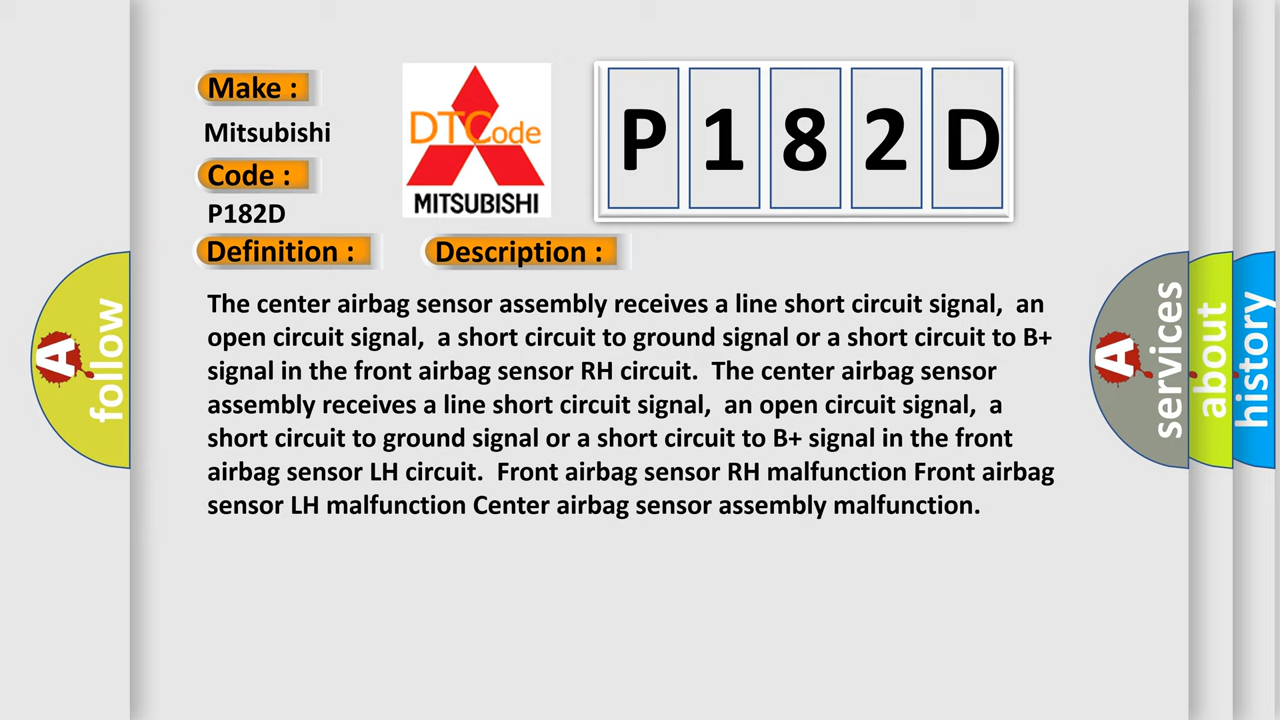 Make :
Mitsubishi
Code :
P182D
DTCode
MITSUBISHI
P182D
Definition :
Description :
The center airbag sensor assembly receives a line short circuit signal,  an
open circuit signal,  a short circuit to ground signal or a short circuit to B+
signal in the front airbag sensor RH circuit.  The center airbag sensor
assembly receives a line short circuit signal,  an open circuit signal,  a
short circuit to ground signal or a short circuit to B+ signal in the front
airbag sensor LH circuit.  Front airbag sensor RH malfunction Front airbag
sensor LH malfunction Center airbag sensor assembly malfunction.
A
follow
A
services
about
history